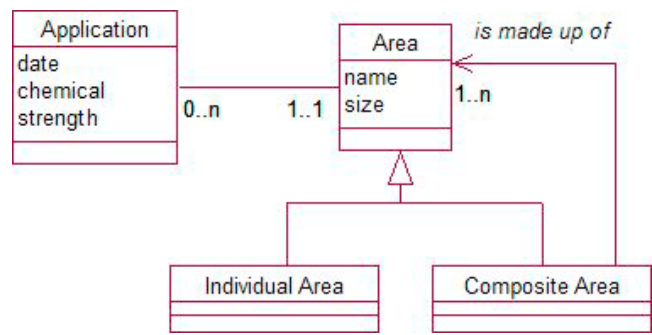 Application
date
chemical
strength
0..n
1..1
Area
name
size
is made up of
1..n
Individual Area
Composite Area